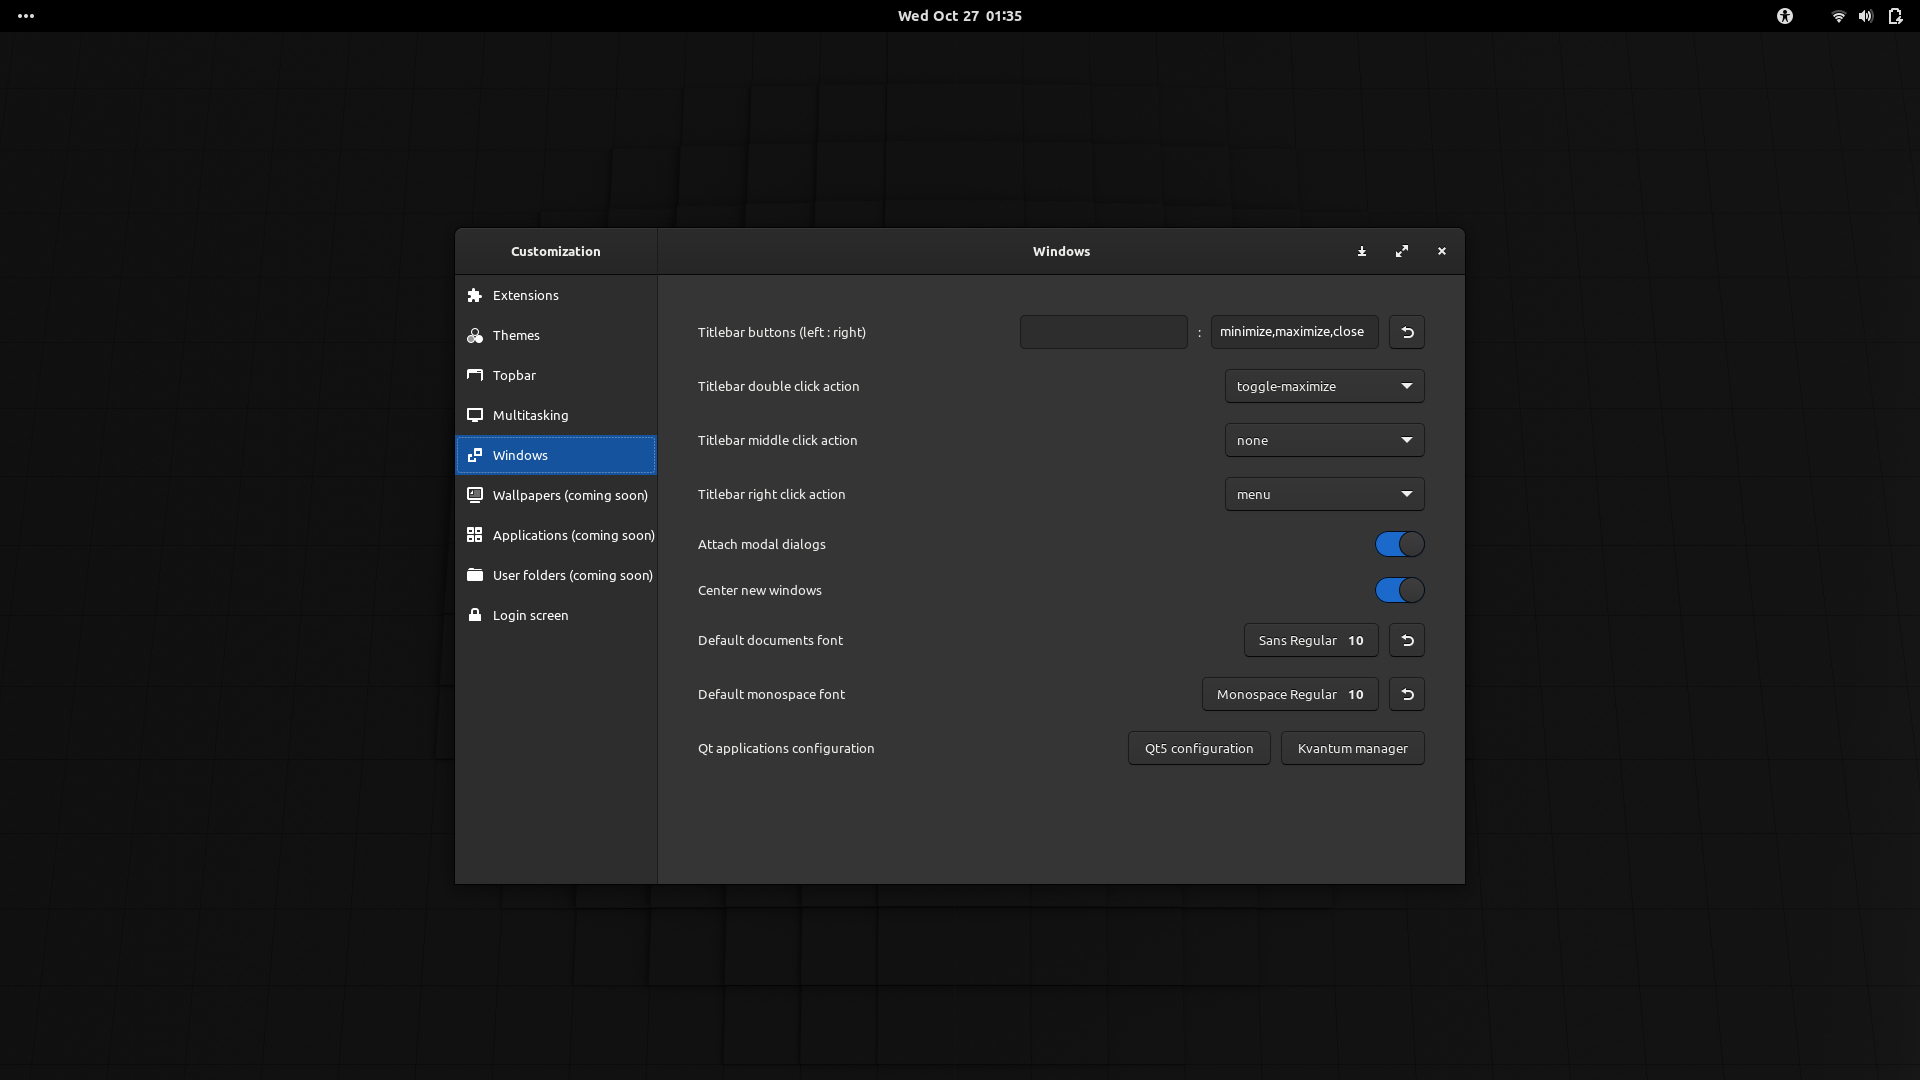 Wed Oct 27 01:35
Customization
Windows
Extensions
Themes
Topbar
Multitasking
Windows
Wallpapers (coming soon)
Applications (coming soon)
User folders (coming soon)
Login screen
Titlebar buttons (left : right) : minimize,maximize,close
Titlebar double click action toggle-maximize
Titlebar middle click action none
Titlebar right click action menu
Attach modal dialogs
Center new windows
Default documents font Sans Regular 10
Default monospace font Monospace Regular 10
Qt applications configuration Qt5 configuration Kvantum manager